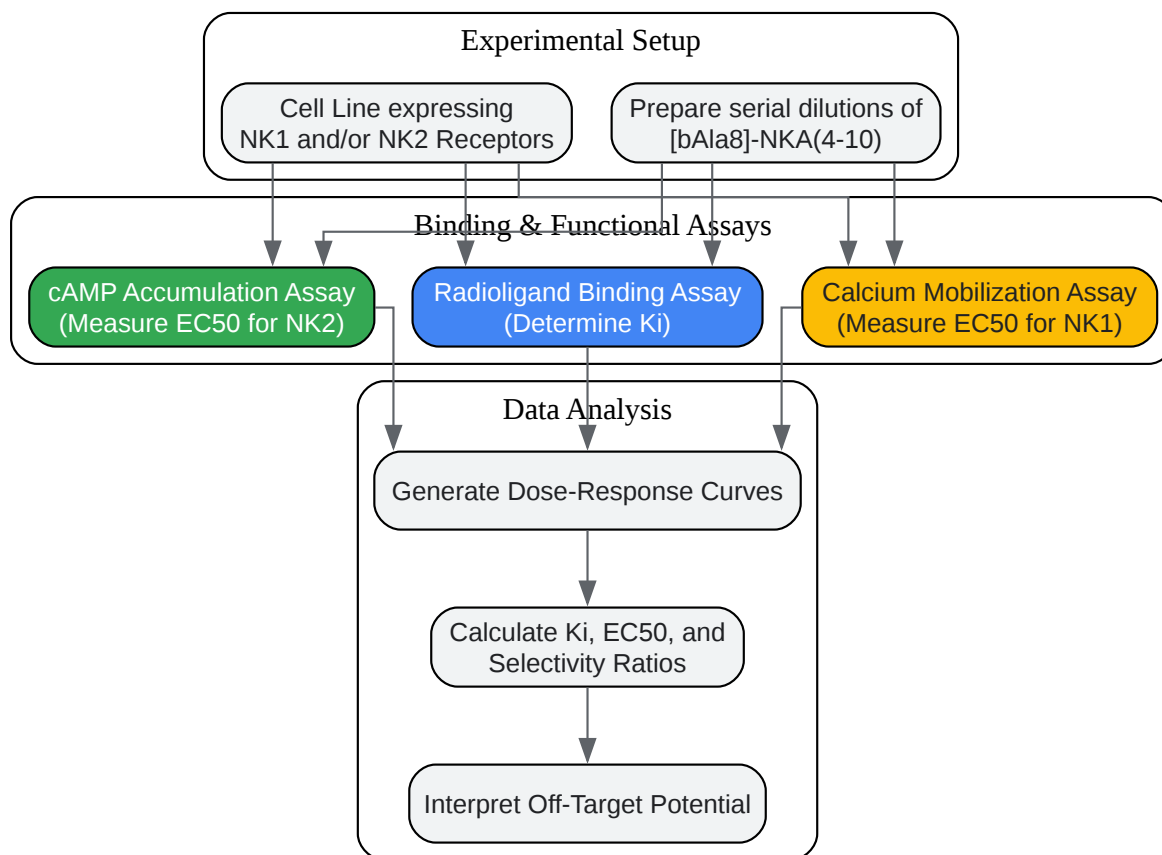 Experimental Setup
Cell Line expressing
NK1 and/or NK2 Receptors
Prepare serial dilutions of
[bAla8]-NKA(4-10)
Binding & Functional Assays
cAMP Accumulation Assay
(Measure EC50 for NK2)
Radioligand Binding Assay
(Determine Ki)
Calcium Mobilization Assay
(Measure EC50 for NK1)
Data Analysis
Generate Dose-Response Curves
Calculate Ki, EC50, and
Selectivity Ratios
Interpret Off-Target Potential